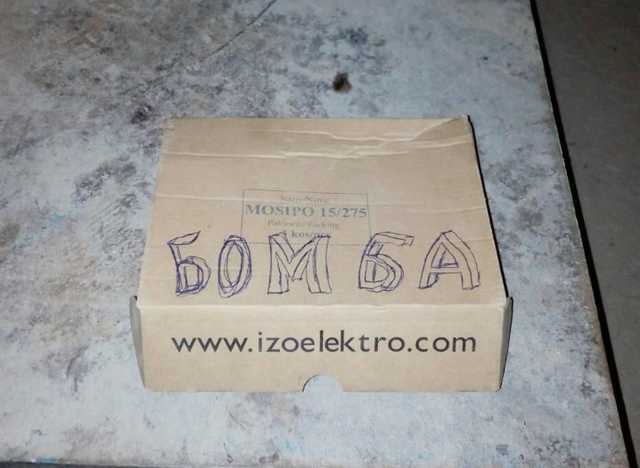 MOSIPO 15/275
БОМБА
www.izoelektro.com